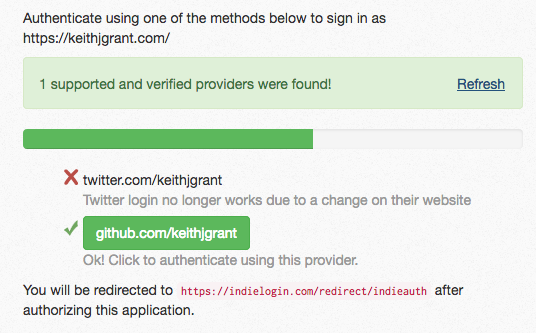 Authenticate using one of the methods below to sign in as
https://keithjgrant.com/
1 supported and verified providers were found! Refresh
twitter.com/keithjgrant
Twitter login no longer works due to a change on their website
github.com/keithjgrant
Ok! Click to authenticate using this provider.
You will be redirected to https://indielogin.com/redirect/indieauth after
authorizing this application.